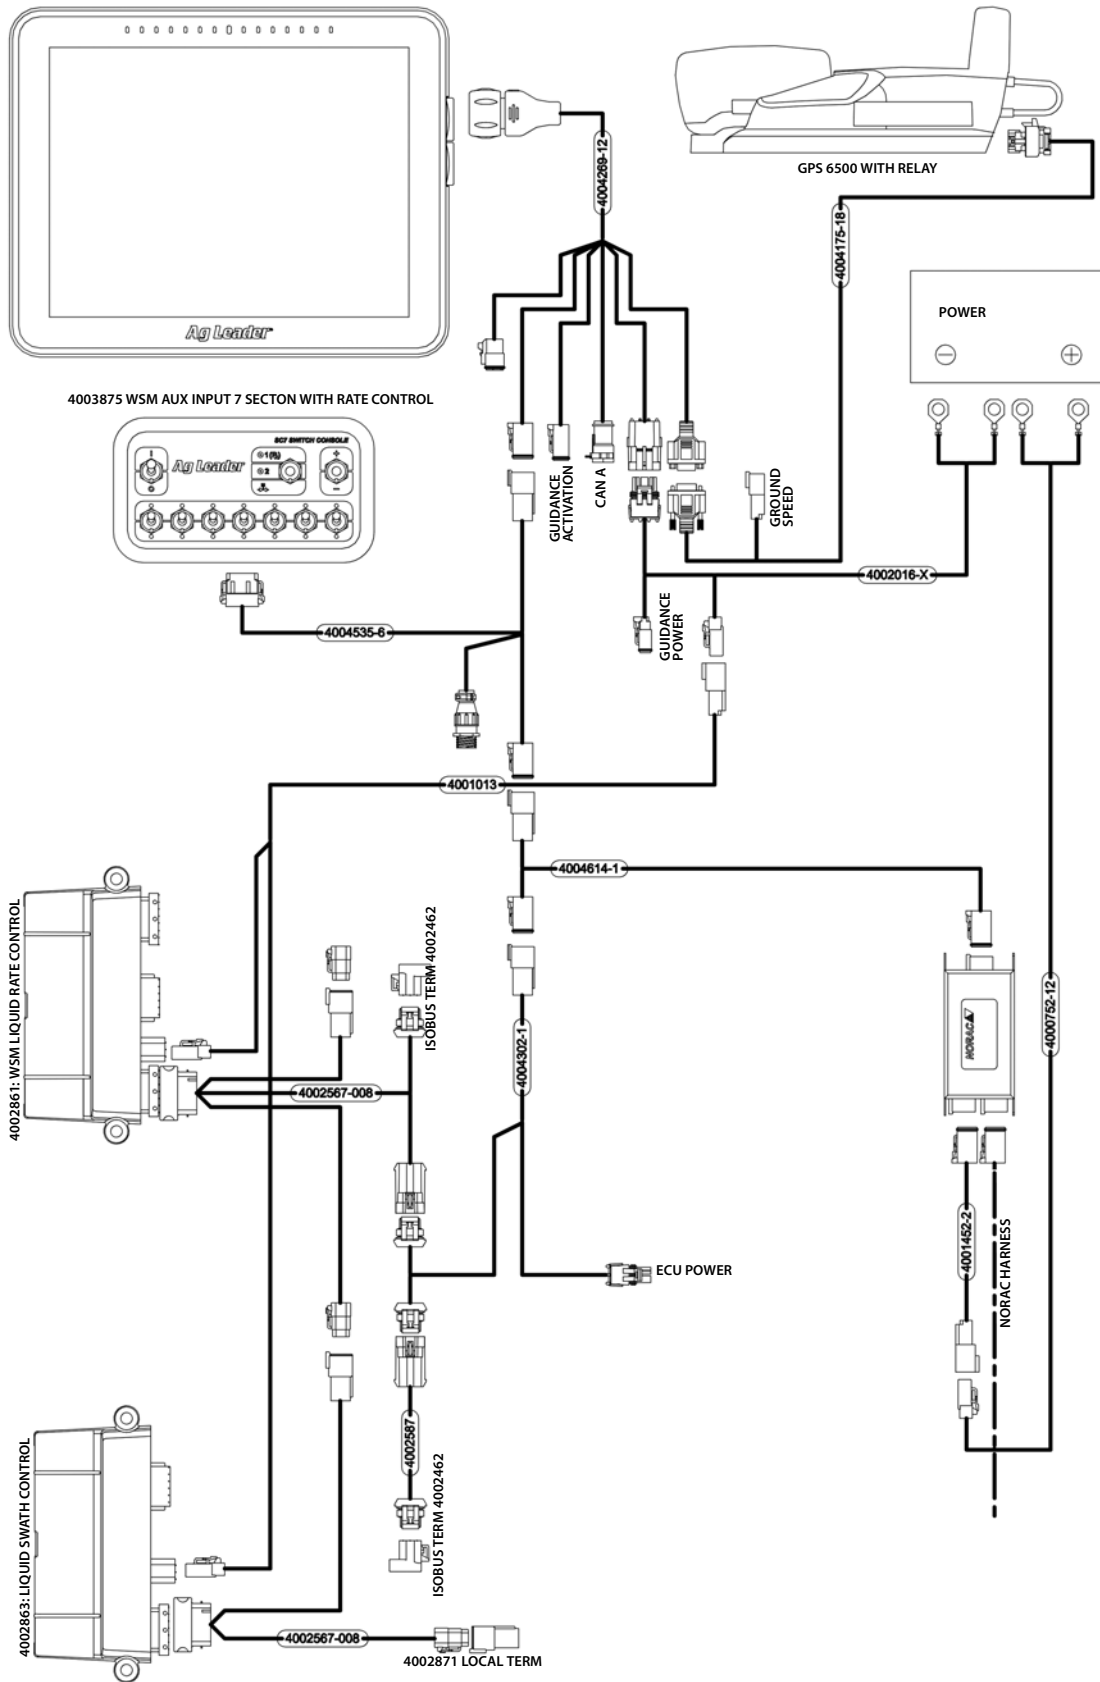 Ag Leader
4004269-12
GPS 6500 WITH RELAY
4004175-18
POWER
4003875 WSM AUX INPUT 7 SECTON WITH RATE CONTROL
SC7 SWITCH CONSOLE
Ag Leader
1
2
GUIDANCE
ACTIVATION
CAN A
GROUND
SPEED
4002016-X
GUIDANCE
POWER
4004535-6
4001013
4004614-1
4002861: WSM LIQUID RATE CONTROL
ISOBUS TERM 4002462
4004302-1
NORAC
4000752-12
4002567-008
4001452-2
NORAC HARNESS
ECU POWER
4002587
ISOBUS TERM 4002462
4002863: LIQUID SWATH CONTROL
4002567-008
4002871 LOCAL TERM